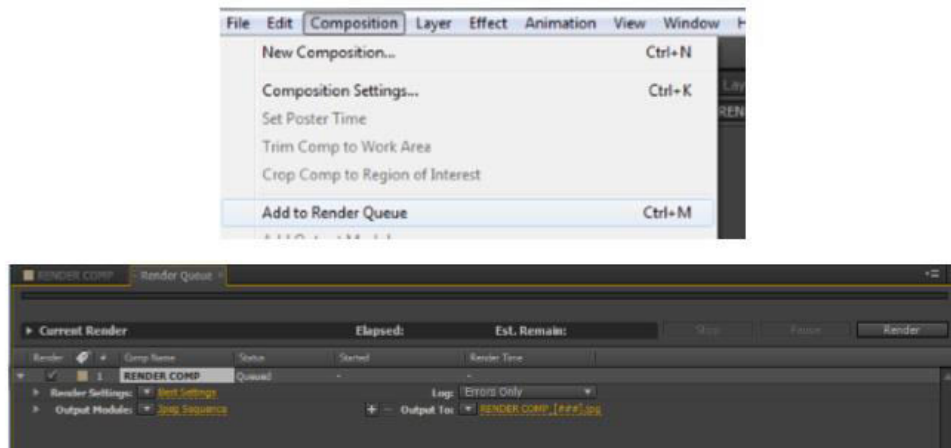 File Edit Composition Layer Effect Animation View Window H
New Composition... Ctrl+N
Composition Settings... Ctrl+K
Set Poster Time
Trim Comp to Work Area
Crop Comp to Region of Interest
Add to Render Queue Ctrl+M
RENDER COMP Render Queue
Current Render Elapsed: Est. Remain: Stop Pause Render
Render # Comp Name Status Started Render Time
1 RENDER COMP Queued - -
Render Settings: Best Settings Log: Errors Only
Output Module: Jpeg Sequence + - Output To: RENDER COMP_[###].jpg